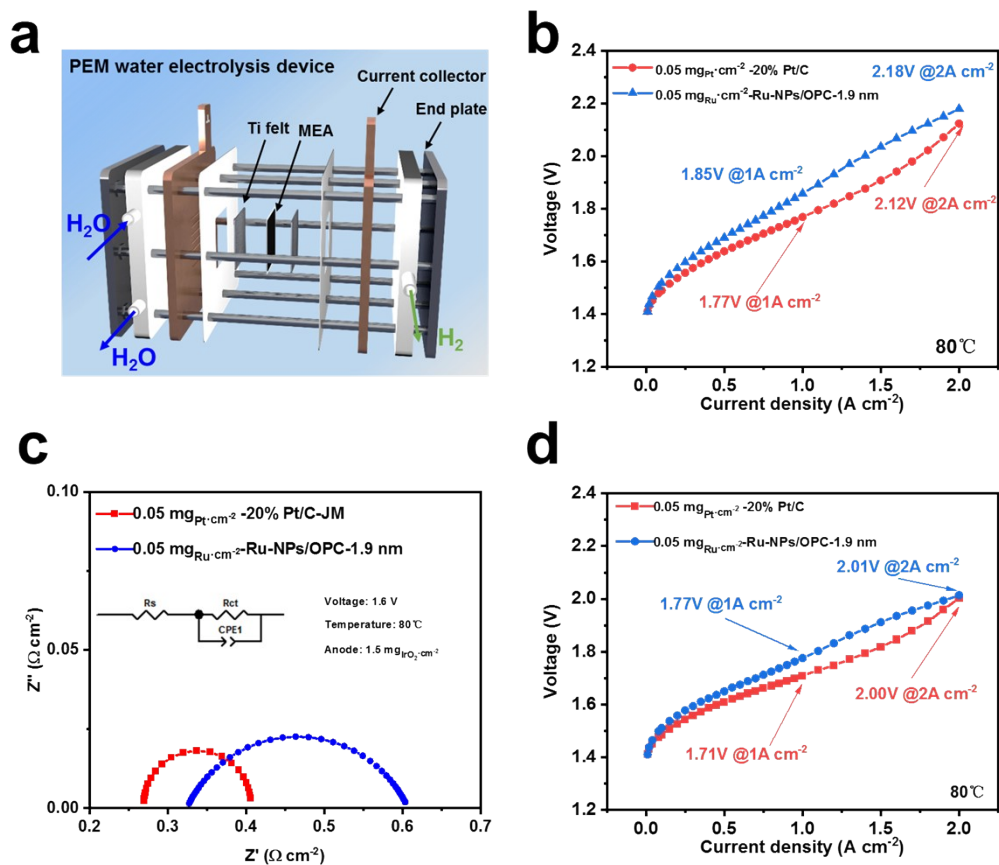 a
PEM water electrolysis device
Current collector
End plate
Ti felt
MEA
H₂O
H₂O
H₂
b
2.4
2.2
2.0
1.8
1.6
1.4
1.2
Voltage (V)
0.05 mg_Pt·cm⁻² -20% Pt/C
0.05 mg_Ru·cm⁻²-Ru-NPs/OPC-1.9 nm
2.18V @2A cm⁻²
1.85V @1A cm⁻²
2.12V @2A cm⁻²
1.77V @1A cm⁻²
80℃
0.0 0.5 1.0 1.5 2.0
Current density (A cm⁻²)
c
0.10
0.05
0.00
Z'' (Ω cm⁻²)
0.05 mg_Pt·cm⁻² -20% Pt/C-JM
0.05 mg_Ru·cm⁻²-Ru-NPs/OPC-1.9 nm
Rs
Rct
CPE1
Voltage: 1.6 V
Temperature: 80℃
Anode: 1.5 mg_IrO₂·cm⁻²
0.2 0.3 0.4 0.5 0.6 0.7
Z' (Ω cm⁻²)
d
2.4
2.2
2.0
1.8
1.6
1.4
1.2
Voltage (V)
0.05 mg_Pt·cm⁻² -20% Pt/C
0.05 mg_Ru·cm⁻²-Ru-NPs/OPC-1.9 nm
2.01V @2A cm⁻²
1.77V @1A cm⁻²
2.00V @2A cm⁻²
1.71V @1A cm⁻²
80℃
0.0 0.5 1.0 1.5 2.0
Current density (A cm⁻²)